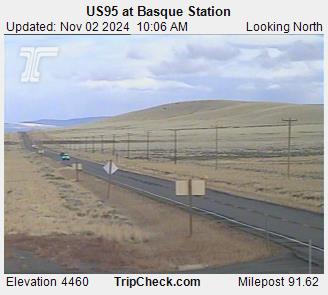 US95 at Basque Station
Updated: Nov 02 2024 10:06 AM Looking North
Elevation 4460 TripCheck.com Milepost 91.62